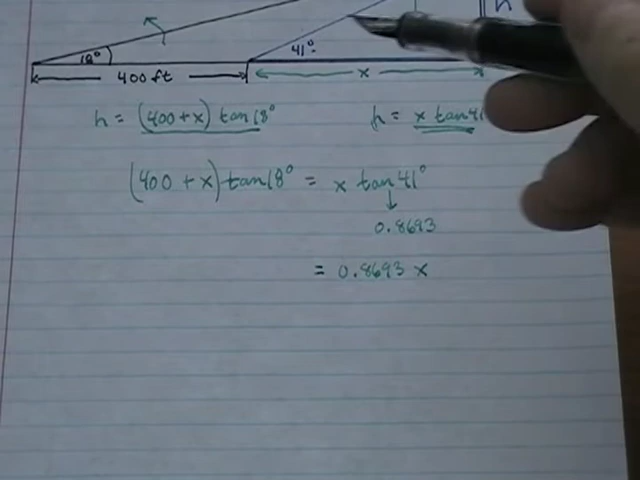 h
18°
41°
400 ft
x
h = (400 + x) tan 18°
h = x tan 41
(400 + x) tan 18° = x tan 41°
0.8693
= 0.8693 x